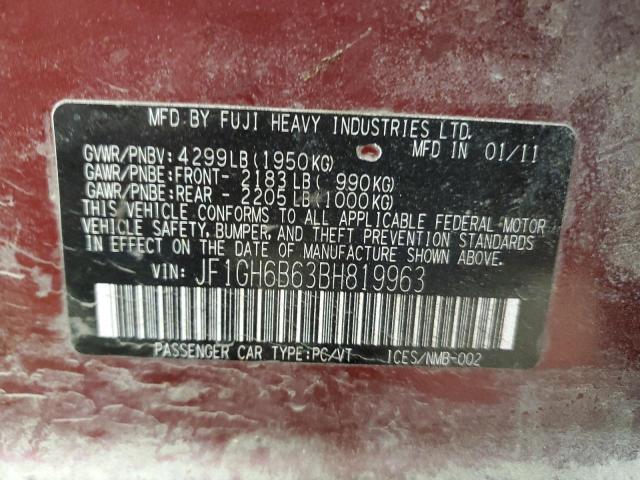 MFD BY FUJI HEAVY INDUSTRIES LTD.
MFD IN 01/11
GVWR/PNBV: 4299LB (1950KG)
GAWR/PNBE: FRONT- 2183LB ( 990KG)
GAWR/PNBE: REAR - 2205LB (1000KG)
THIS VEHICLE CONFORMS TO ALL APPLICABLE FEDERAL MOTOR
VEHICLE SAFETY, BUMPER, AND THEFT PREVENTION STANDARDS
IN EFFECT ON THE DATE OF MANUFACTURE SHOWN ABOVE.
VIN: JF1GH6B63BH819963
PASSENGER CAR TYPE:PC/VT ICES/NMB-002